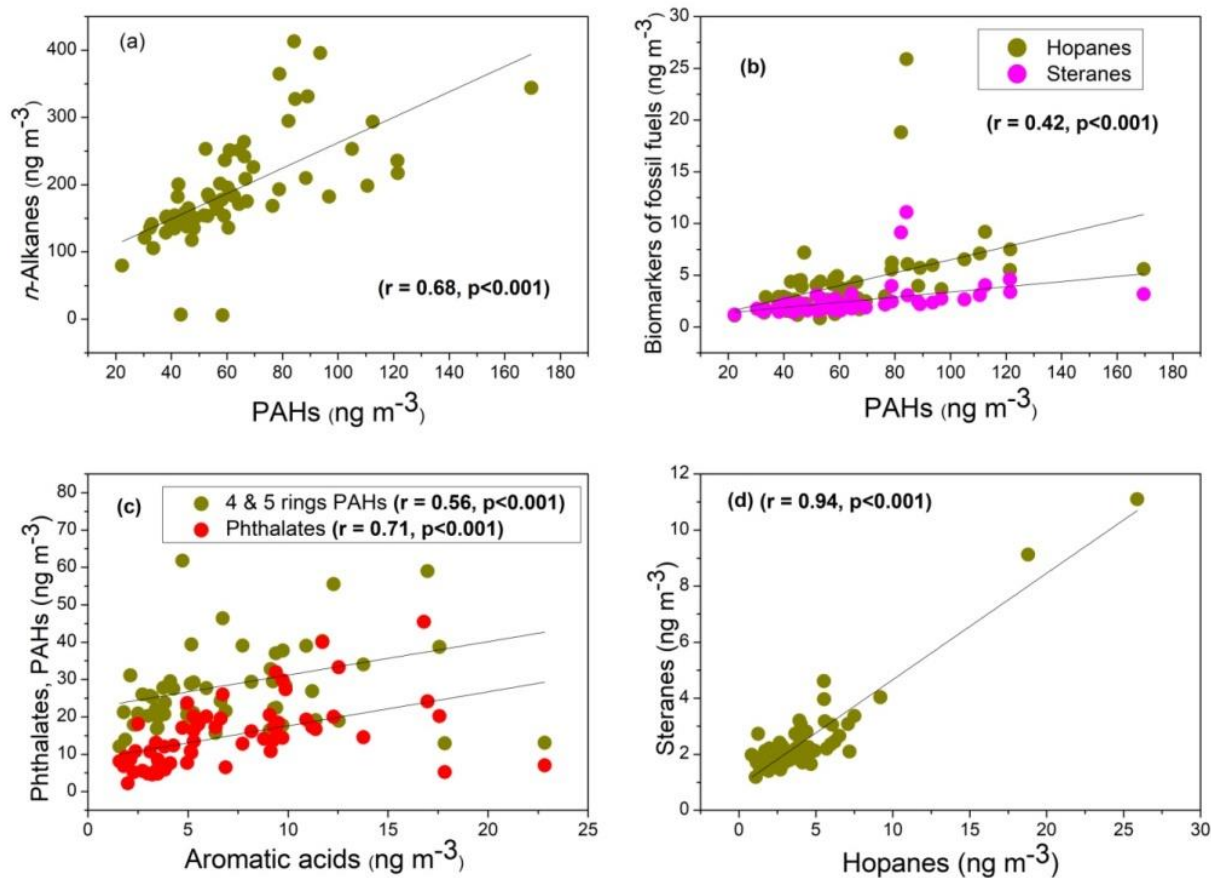 (a)
400
300
200
100
0
n-Alkanes (ng m-3)
(r = 0.68, p<0.001)
20 40 60 80 100 120 140 160 180
PAHs (ng m-3)
(b)
Hopanes
Steranes
(r = 0.42, p<0.001)
30
25
20
15
10
5
0
Biomarkers of fossil fuels (ng m-3)
20 40 60 80 100 120 140 160 180
PAHs (ng m-3)
(c)
4 & 5 rings PAHs (r = 0.56, p<0.001)
Phthalates (r = 0.71, p<0.001)
80
70
60
50
40
30
20
10
0
Phthalates, PAHs (ng m-3)
0 5 10 15 20 25
Aromatic acids (ng m-3)
(d) (r = 0.94, p<0.001)
12
10
8
6
4
2
0
Steranes (ng m-3)
0 5 10 15 20 25 30
Hopanes (ng m-3)